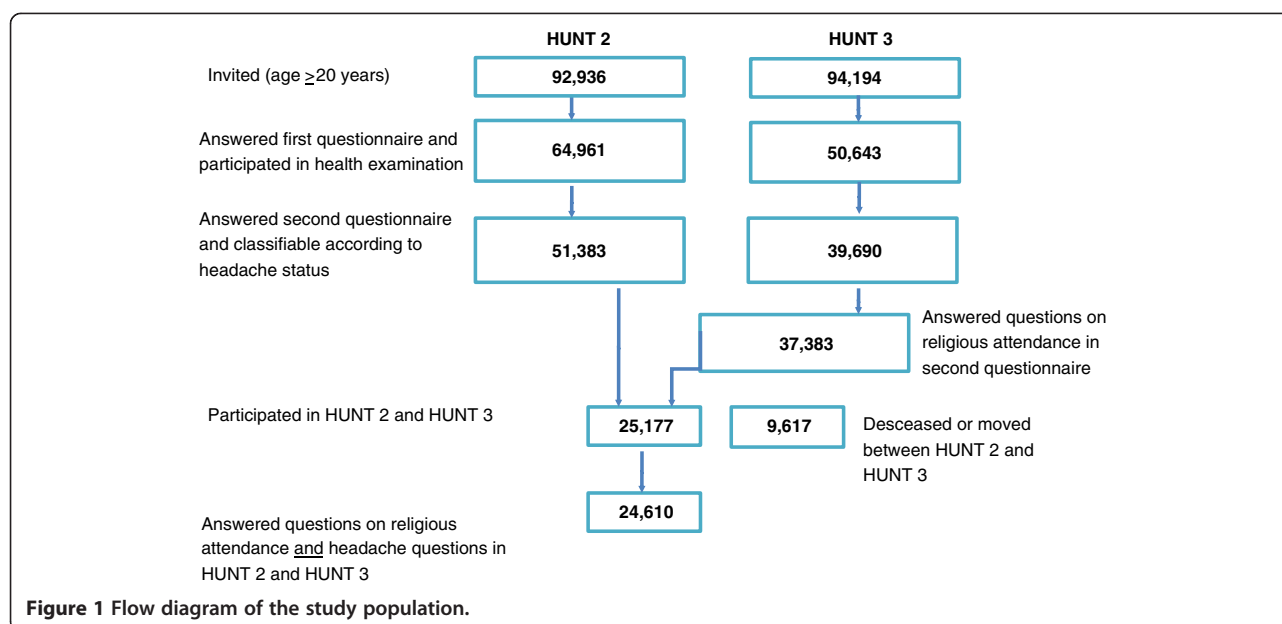 HUNT 2
HUNT 3
Invited (age ≥20 years)
92,936
94,194
Answered first questionnaire and
participated in health examination
64,961
50,643
Answered second questionnaire
and classifiable according to
headache status
51,383
39,690
37,383
Answered questions on
religious attendance in
second questionnaire
Participated in HUNT 2 and HUNT 3
25,177
9,617
Desceased or moved
between HUNT 2 and
HUNT 3
24,610
Answered questions on religious
attendance and headache questions in
HUNT 2 and HUNT 3
Figure 1 Flow diagram of the study population.